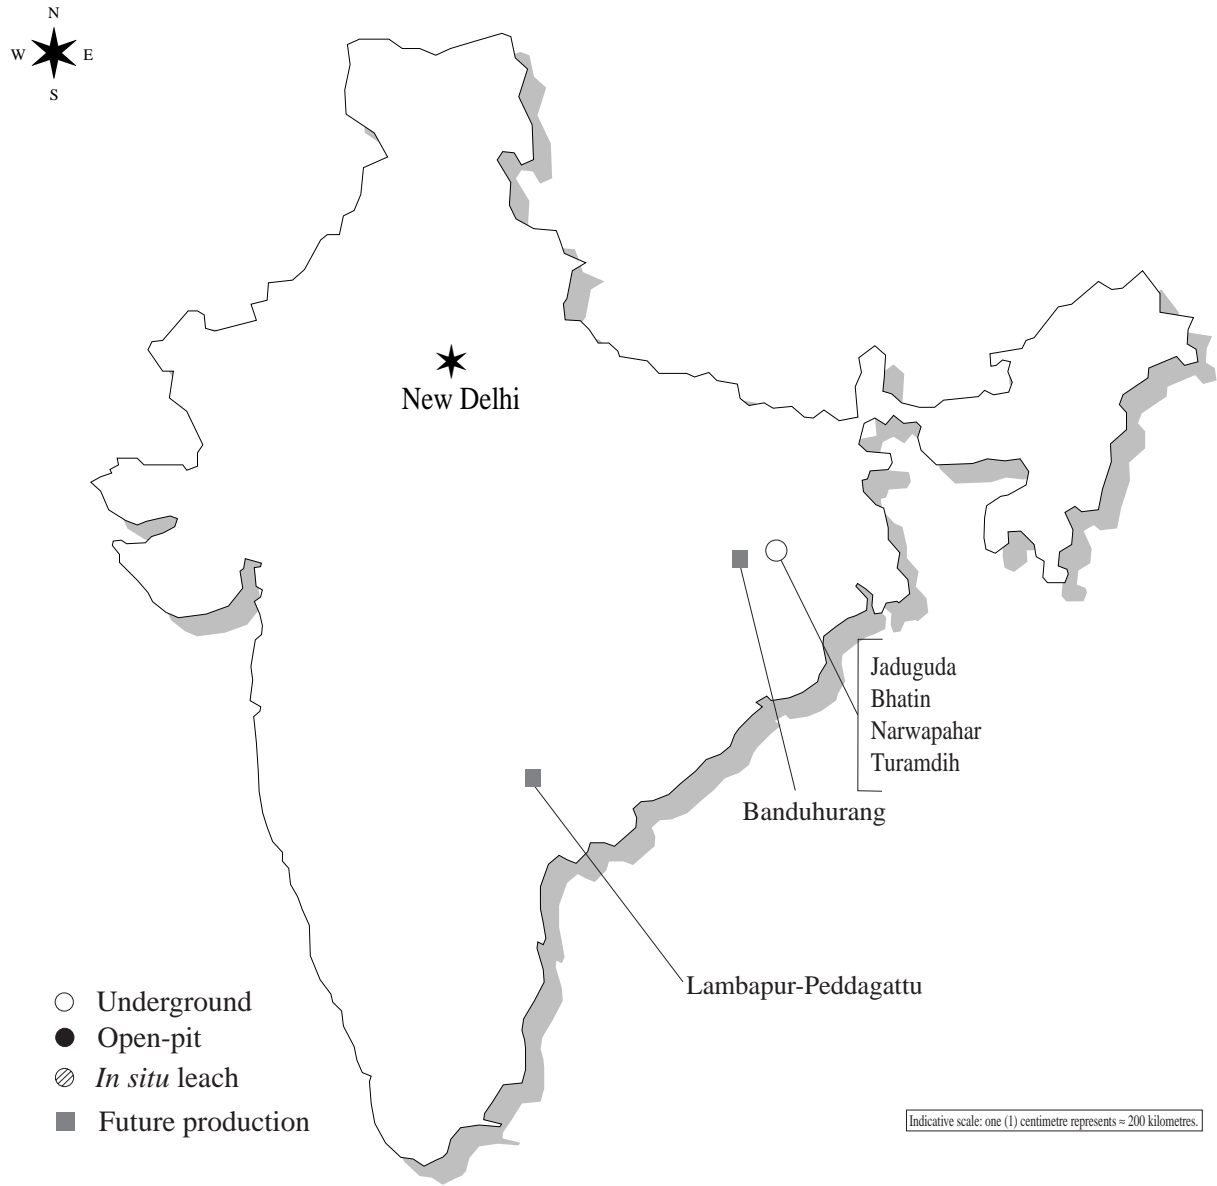 N
W E
S
New Delhi
Jaduguda
Bhatin
Narwapahar
Turamdih
Banduhurang
Lambapur-Peddagattu
Underground
Open-pit
In situ leach
Future production
Indicative scale: one (1) centimetre represents ≈ 200 kilometres.